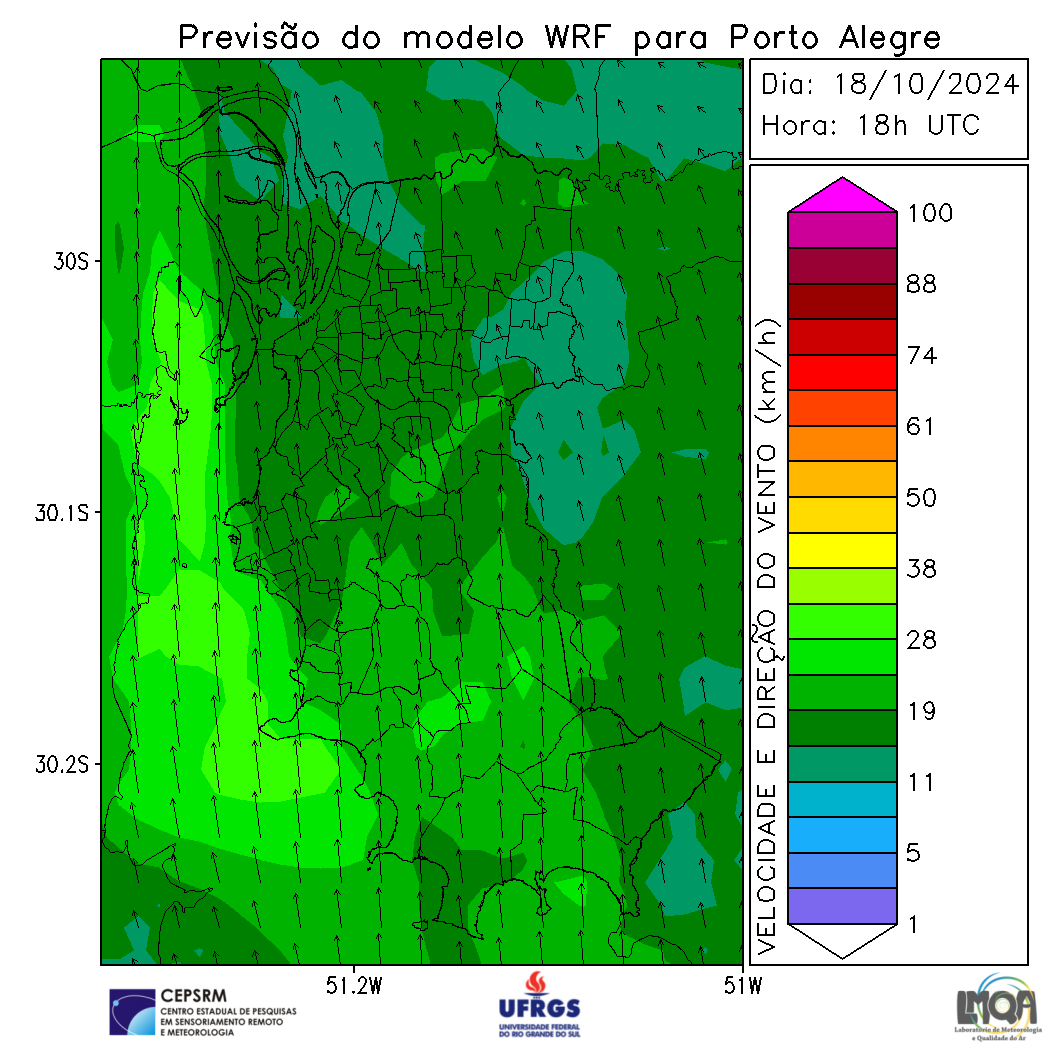 Previsão do modelo WRF para Porto Alegre
Dia: 18/10/2024
Hora: 18h UTC
30S
30.1S
30.2S
51.2W
51W
VELOCIDADE E DIREÇÃO DO VENTO (km/h)
100
88
74
61
50
38
28
19
11
5
1
CEPSRM
CENTRO ESTADUAL DE PESQUISAS
EM SENSORIAMENTO REMOTO
E METEOROLOGIA
UFRGS
UNIVERSIDADE FEDERAL
DO RIO GRANDE DO SUL
LMQA
Laboratório de Meteorologia
e Qualidade do Ar